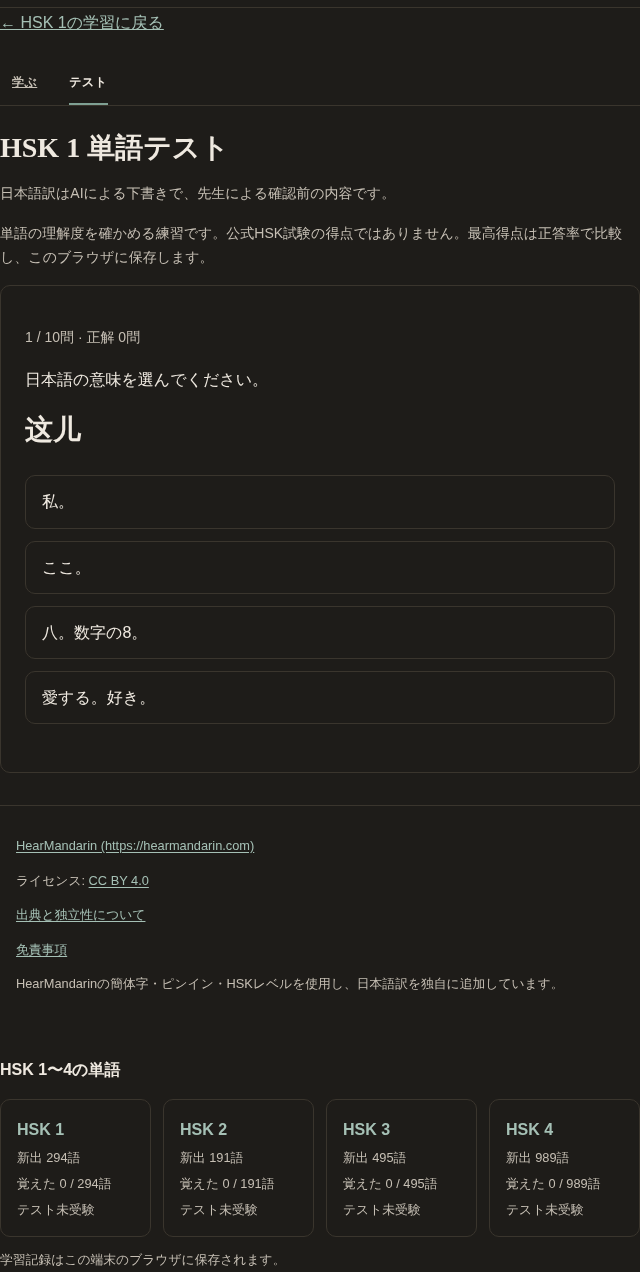 ← HSK 1の学習に戻る
学ぶ
テスト
HSK 1 単語テスト
日本語訳はAIによる下書きで、先生による確認前の内容です。
単語の理解度を確かめる練習です。公式HSK試験の得点ではありません。最高得点は正答率で比較
し、このブラウザに保存します。
1 / 10問 · 正解 0問
日本語の意味を選んでください。
这儿
私。
ここ。
八。数字の8。
愛する。好き。
HearMandarin (https://hearmandarin.com)
ライセンス: CC BY 4.0
出典と独立性について
免責事項
HearMandarinの簡体字・ピンイン・HSKレベルを使用し、日本語訳を独自に追加しています。
HSK 1〜4の単語
HSK 1
新出 294語
覚えた 0 / 294語
テスト未受験
HSK 2
新出 191語
覚えた 0 / 191語
テスト未受験
HSK 3
新出 495語
覚えた 0 / 495語
テスト未受験
HSK 4
新出 989語
覚えた 0 / 989語
テスト未受験
学習記録はこの端末のブラウザに保存されます。